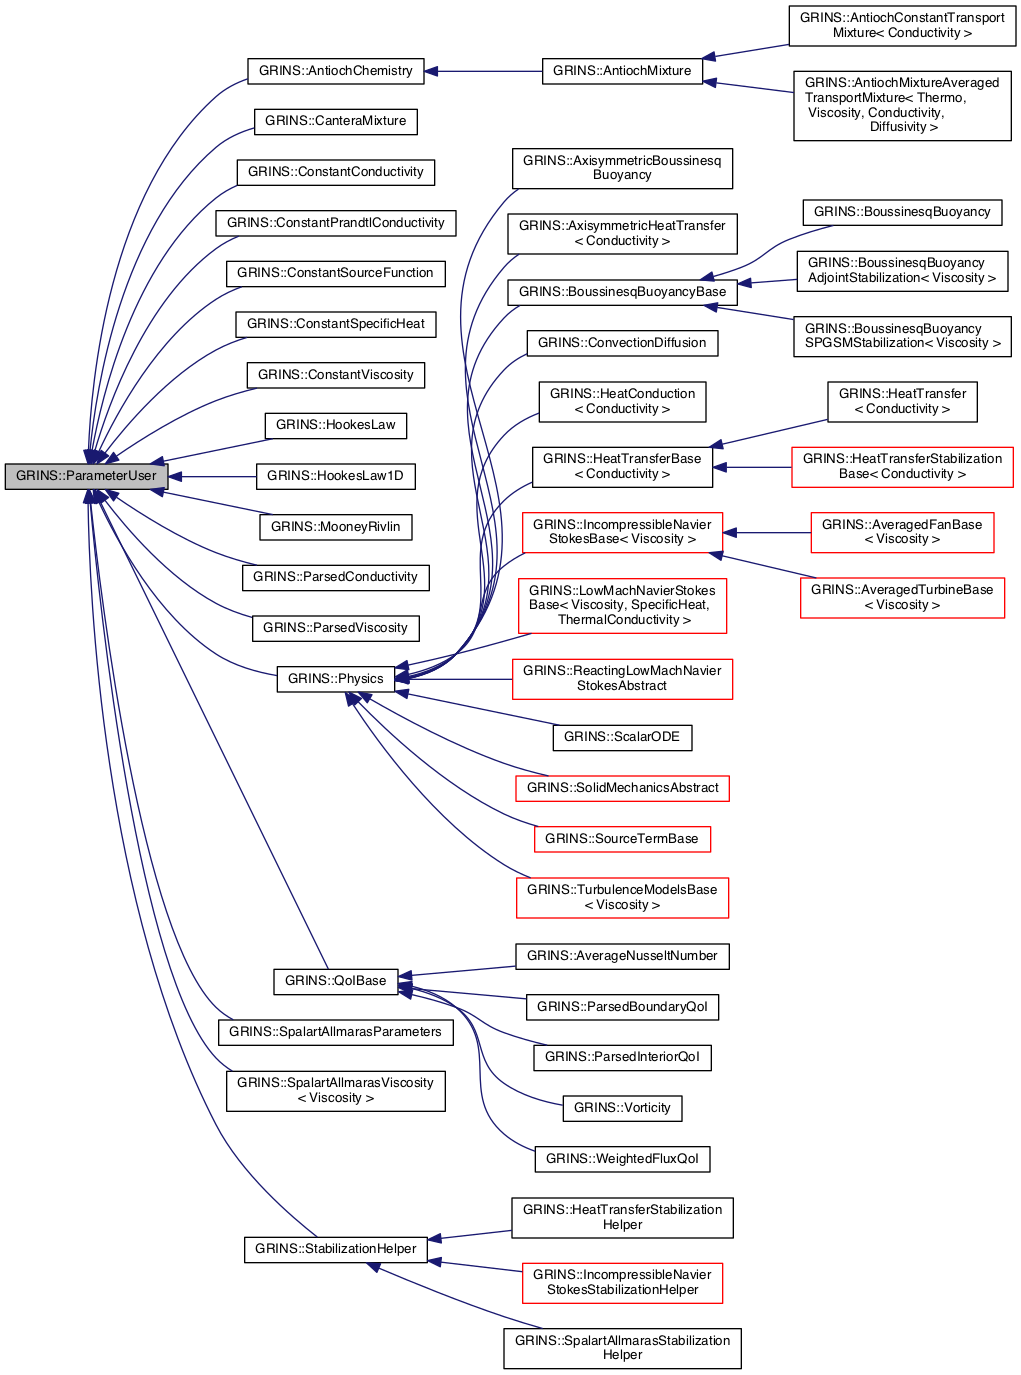 GRINS::ParameterUser
GRINS::AntiochChemistry
GRINS::CanteraMixture
GRINS::ConstantConductivity
GRINS::ConstantPrandtlConductivity
GRINS::ConstantSourceFunction
GRINS::ConstantSpecificHeat
GRINS::ConstantViscosity
GRINS::HookesLaw
GRINS::HookesLaw1D
GRINS::MooneyRivlin
GRINS::ParsedConductivity
GRINS::ParsedViscosity
GRINS::Physics
GRINS::QoIBase
GRINS::SpalartAllmarasParameters
GRINS::SpalartAllmarasViscosity
< Viscosity >
GRINS::StabilizationHelper
GRINS::AntiochMixture
GRINS::AxisymmetricBoussinesq
Buoyancy
GRINS::AxisymmetricHeatTransfer
< Conductivity >
GRINS::BoussinesqBuoyancyBase
GRINS::ConvectionDiffusion
GRINS::HeatConduction
< Conductivity >
GRINS::HeatTransferBase
< Conductivity >
GRINS::IncompressibleNavier
StokesBase< Viscosity >
GRINS::LowMachNavierStokes
Base< Viscosity, SpecificHeat,
ThermalConductivity >
GRINS::ReactingLowMachNavier
StokesAbstract
GRINS::ScalarODE
GRINS::SolidMechanicsAbstract
GRINS::SourceTermBase
GRINS::TurbulenceModelsBase
< Viscosity >
GRINS::AverageNusseltNumber
GRINS::ParsedBoundaryQoI
GRINS::ParsedInteriorQoI
GRINS::Vorticity
GRINS::WeightedFluxQoI
GRINS::HeatTransferStabilization
Helper
GRINS::IncompressibleNavier
StokesStabilizationHelper
GRINS::SpalartAllmarasStabilization
Helper
GRINS::AntiochConstantTransport
Mixture< Conductivity >
GRINS::AntiochMixtureAveraged
TransportMixture< Thermo,
Viscosity, Conductivity,
Diffusivity >
GRINS::BoussinesqBuoyancy
GRINS::BoussinesqBuoyancy
AdjointStabilization< Viscosity >
GRINS::BoussinesqBuoyancy
SPGSMStabilization< Viscosity >
GRINS::HeatTransfer
< Conductivity >
GRINS::HeatTransferStabilization
Base< Conductivity >
GRINS::AveragedFanBase
< Viscosity >
GRINS::AveragedTurbineBase
< Viscosity >